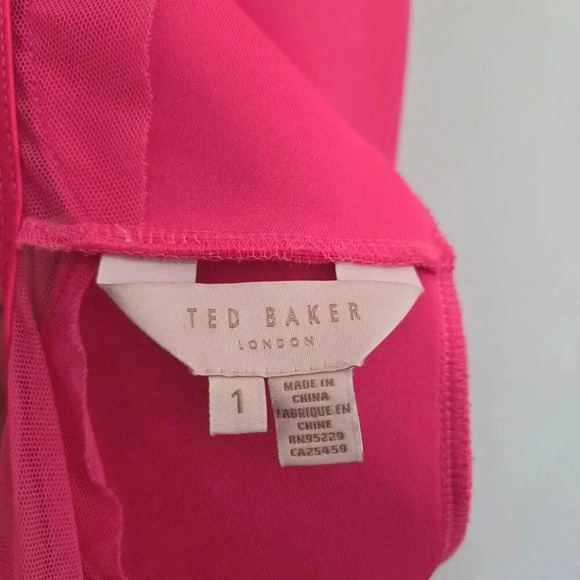 TED BAKER
LONDON
1
MADE IN
CHINA
FABRIQUE EN
CHINE
RN95229
CA25459